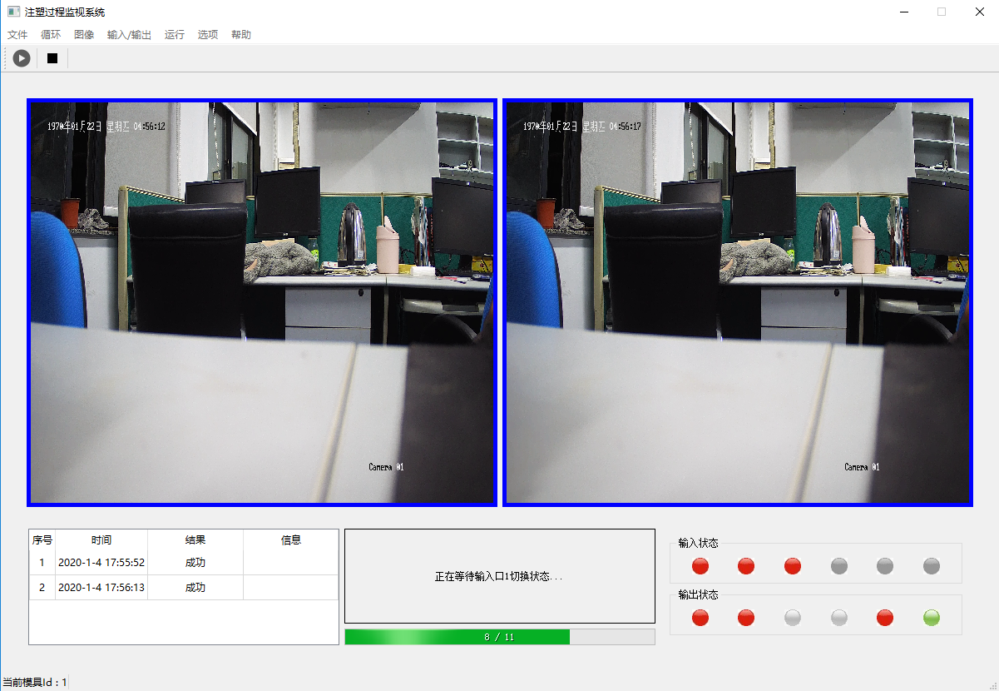 注塑过程监视系统
文件 循环 图像 输入/输出 运行 选项 帮助
1970年01月22日 星期五 04:56:12
1970年01月22日 星期五 04:56:17
Camera 01
Camera 01
序号 时间 结果 信息
1 2020-1-4 17:55:52 成功
2 2020-1-4 17:56:13 成功
正在等待输入口1切换状态...
8 / 11
输入状态
输出状态
当前模具Id : 1